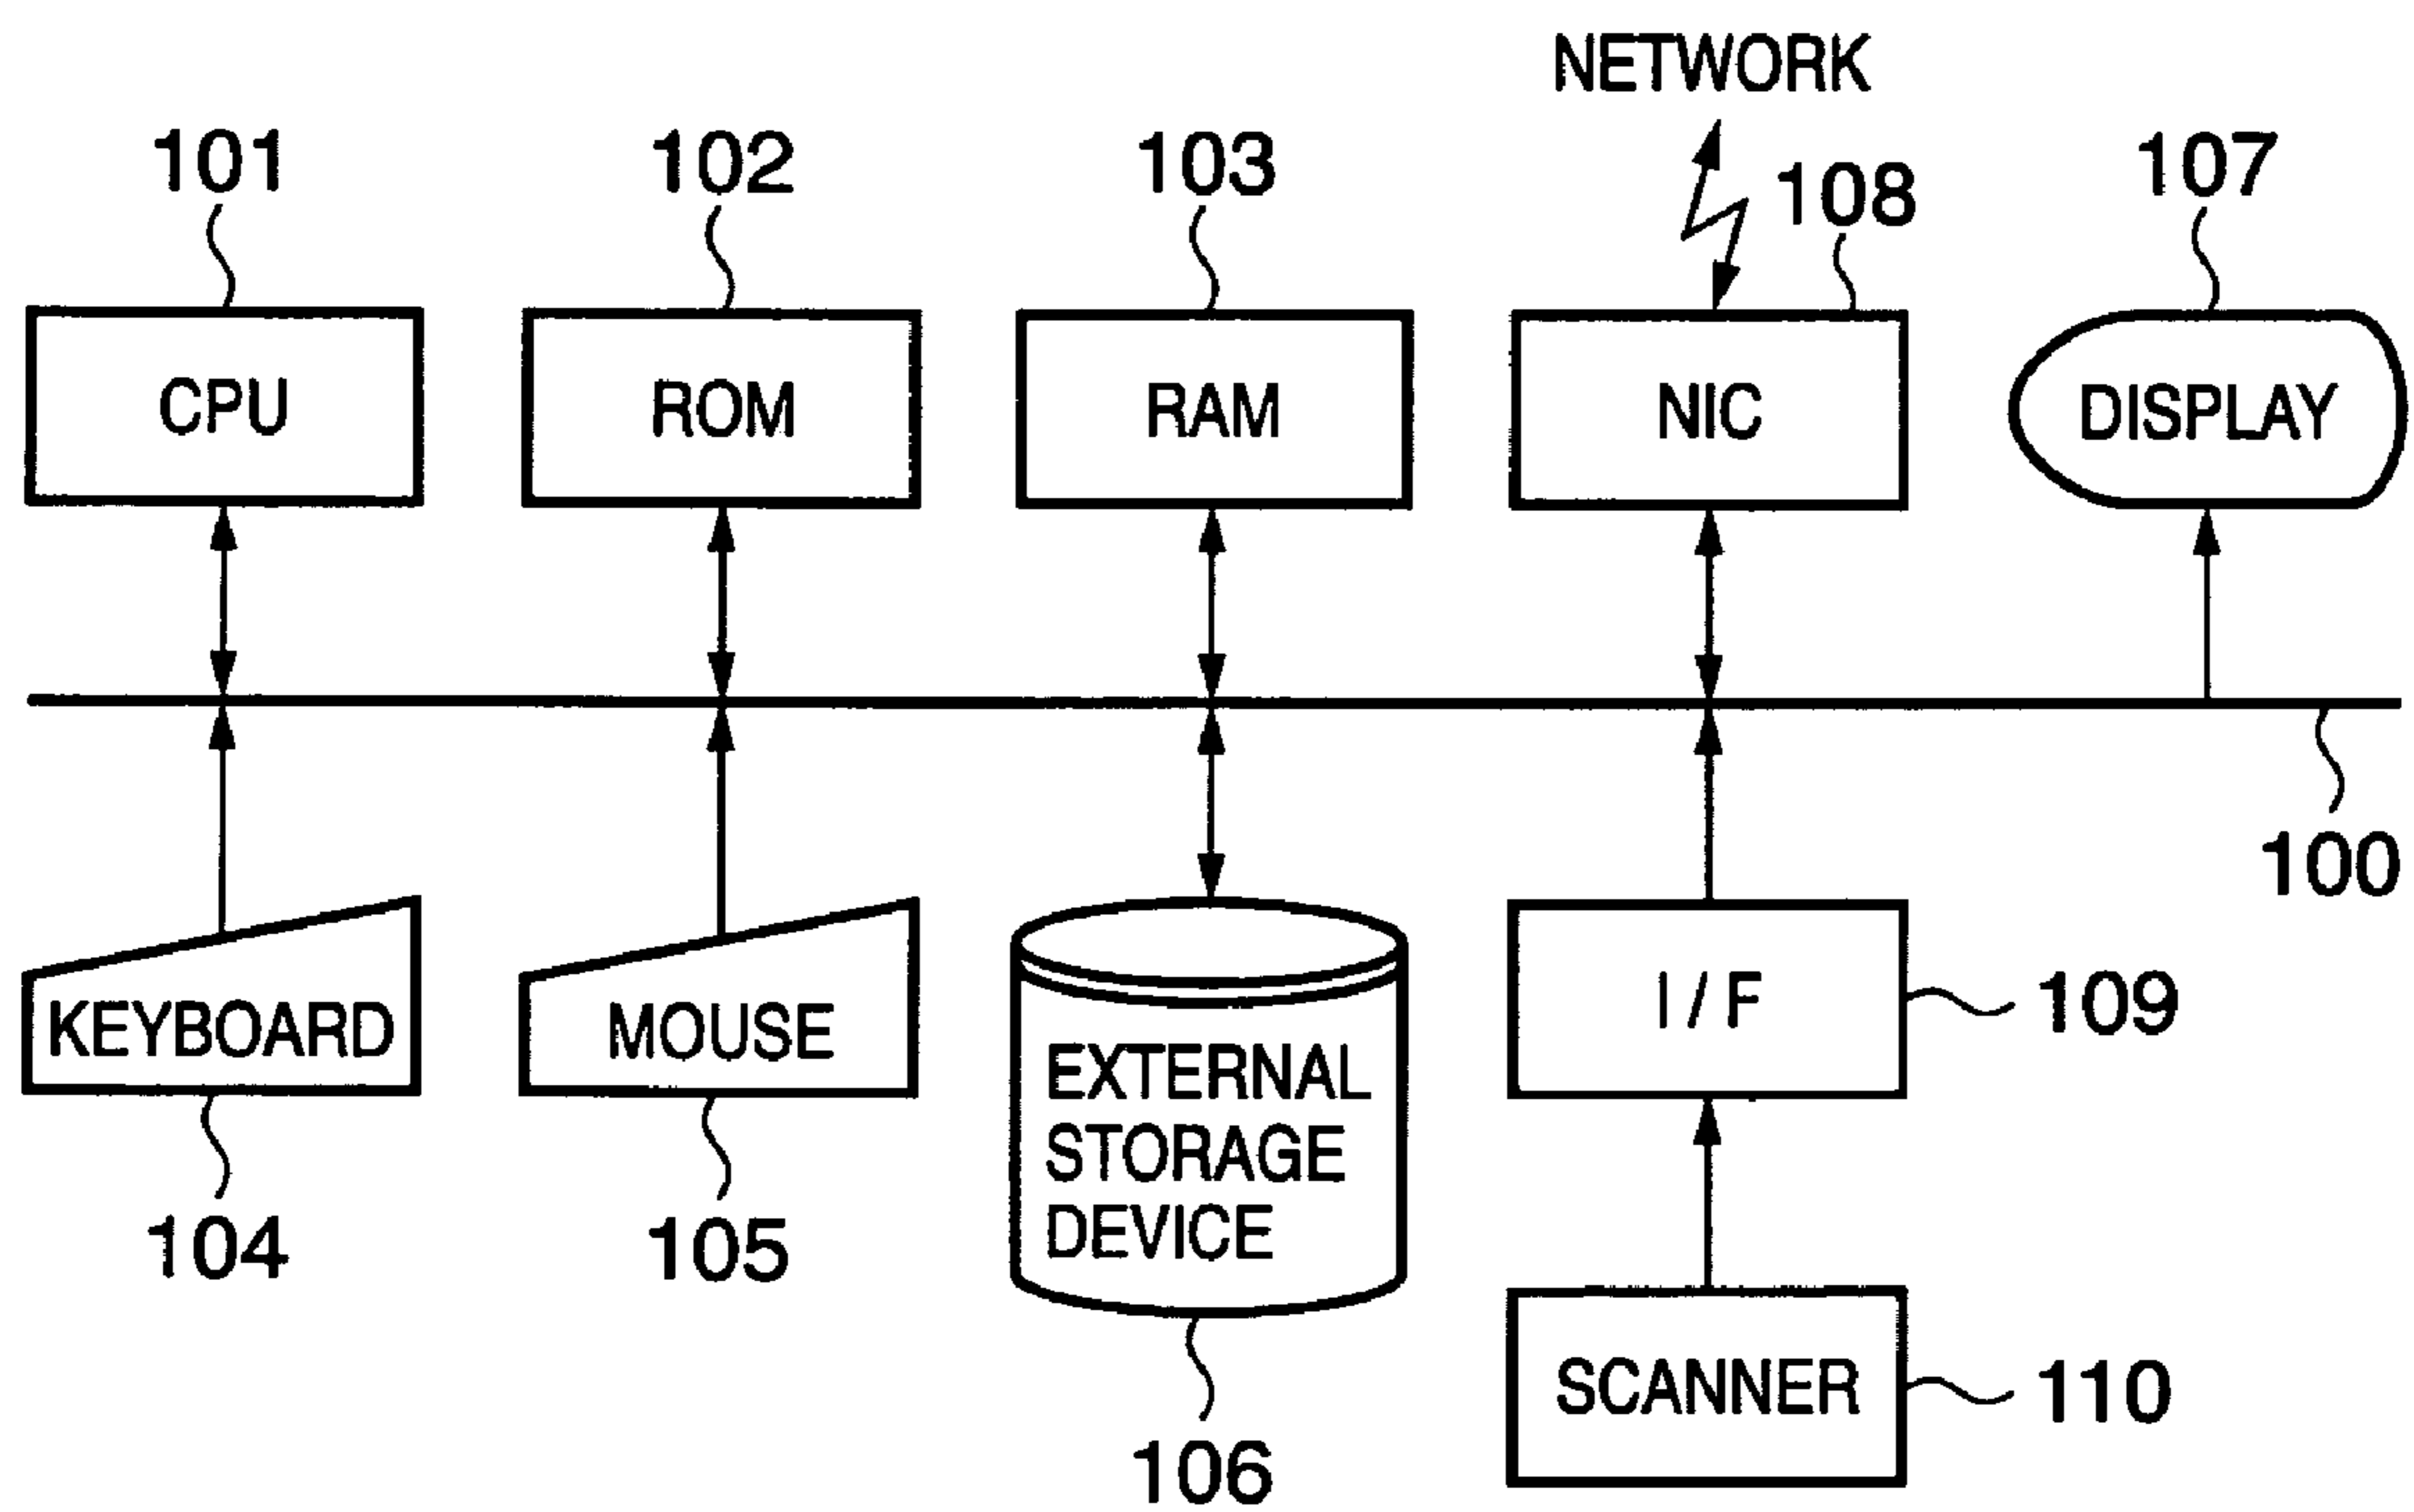 NETWORK
101
102
103
108
107
CPU
ROM
RAM
NIC
DISPLAY
100
KEYBOARD
MOUSE
EXTERNAL
STORAGE
DEVICE
I / F
109
104
105
106
SCANNER
110